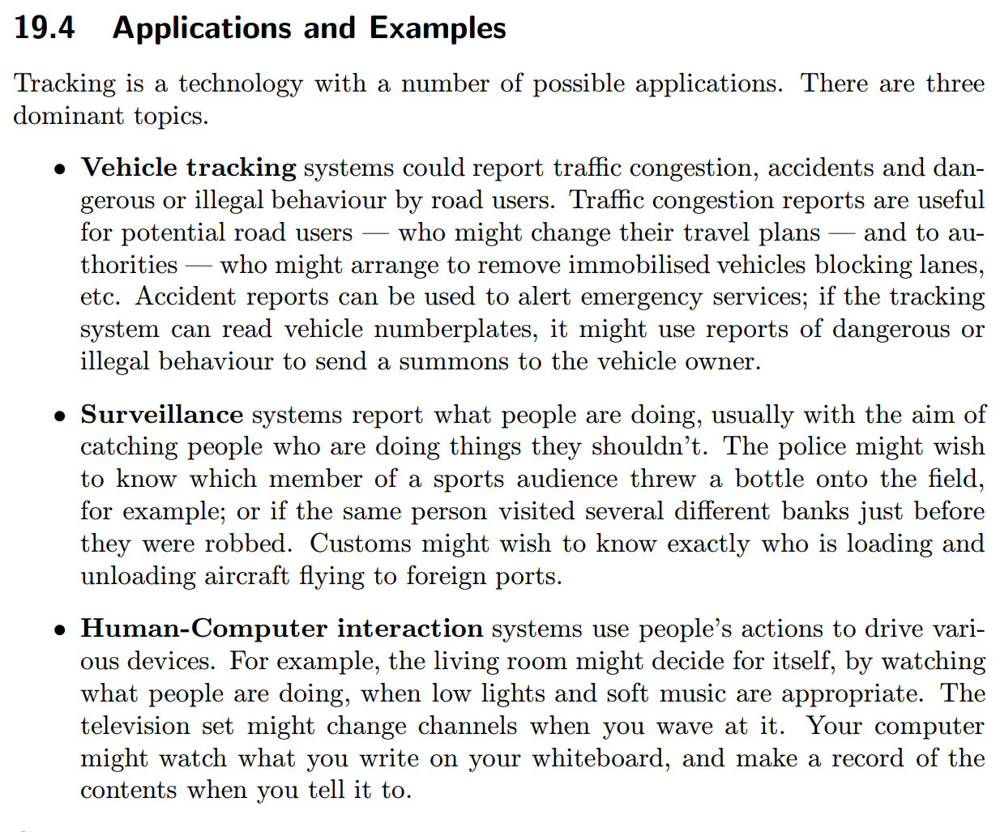 19.4 Applications and Examples
Tracking is a technology with a number of possible applications. There are three
dominant topics.
• Vehicle tracking systems could report traffic congestion, accidents and dan-
gerous or illegal behaviour by road users. Traffic congestion reports are useful
for potential road users — who might change their travel plans — and to au-
thorities — who might arrange to remove immobilised vehicles blocking lanes,
etc. Accident reports can be used to alert emergency services; if the tracking
system can read vehicle numberplates, it might use reports of dangerous or
illegal behaviour to send a summons to the vehicle owner.
• Surveillance systems report what people are doing, usually with the aim of
catching people who are doing things they shouldn't. The police might wish
to know which member of a sports audience threw a bottle onto the field,
for example; or if the same person visited several different banks just before
they were robbed. Customs might wish to know exactly who is loading and
unloading aircraft flying to foreign ports.
• Human-Computer interaction systems use people's actions to drive vari-
ous devices. For example, the living room might decide for itself, by watching
what people are doing, when low lights and soft music are appropriate. The
television set might change channels when you wave at it. Your computer
might watch what you write on your whiteboard, and make a record of the
contents when you tell it to.